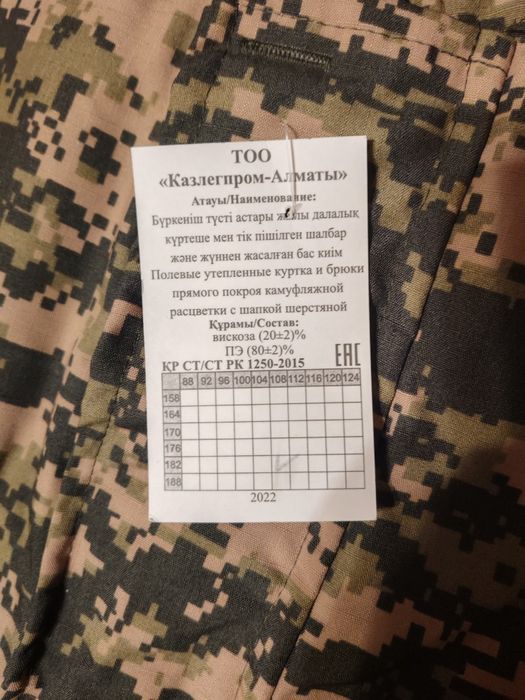 ТОО
«Казлегпром-Алматы»
Атауы/Наименование:
Бүркеніш түсті астары жылы далалық
күртеше мен тік пішілген шалбар
және жүннен жасалған бас киім
Полевые утепленные куртка и брюки
прямого покроя камуфляжной
расцветки с шапкой шерстяной
Құрамы/Состав:
вискоза (20±2)%
ПЭ (80±2)%
ҚР СТ/СТ РК 1250-2015 EAC
88 92 96 100 104 108 112 116 120 124
158
164
170
176
182
188
2022